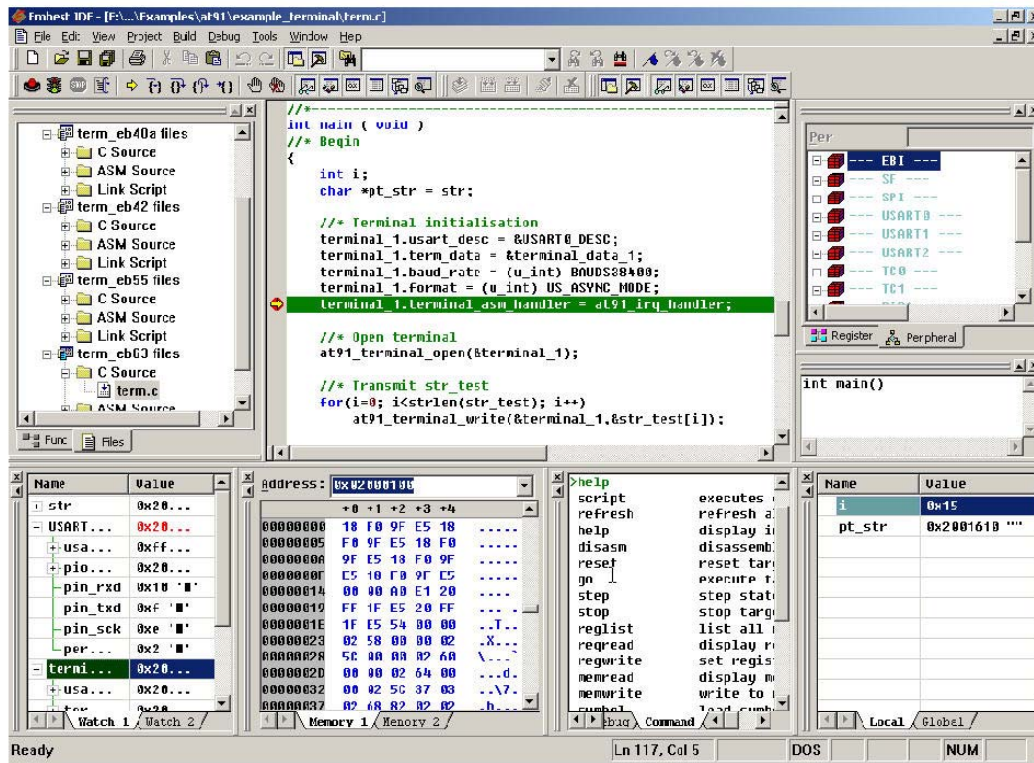 Embest IDE - [E:\...\Examples\at91\example_terminal\term.c]
File Edit View Project Build Debug Tools Window Help
term_eb40a files
C Source
ASM Source
Link Script
term_eb42 files
C Source
ASM Source
Link Script
term_eb55 files
C Source
ASM Source
Link Script
term_eb63 files
C Source
term.c
ASM Source
Func Files
//*
int main ( void )
//* Begin
{
int i;
char *pt_str = str;
//* Terminal initialisation
terminal_1.usart_desc = &USART0_DESC;
terminal_1.term_data = &terminal_data_1;
terminal_1.baud_rate = (u_int) BAUDS38400;
terminal_1.format = (u_int) US_ASYNC_MODE;
terminal_1.terminal_asm_handler = at91_irq_handler;
//* Open terminal
at91_terminal_open(&terminal_1);
//* Transmit str_test
for(i=0; i<strlen(str_test); i++)
at91_terminal_write(&terminal_1,&str_test[i]);
Per
--- EBI ---
--- SF ---
--- SPI ---
--- USART0 ---
--- USART1 ---
--- USART2 ---
--- TC0 ---
--- TC1 ---
Register Perpheral
int main()
Name Value
str 0x20...
USART... 0x20...
usa... 0xff...
pio... 0x20...
pin_rxd 0x10
pin_txd 0xf
pin_sck 0xe
per... 0x2
termi... 0x20...
usa... 0x20...
Watch 1 Watch 2
Address: 0x02000100
+0 +1 +2 +3 +4
00000000 18 F0 9F E5 18 .....
00000005 F0 9F E5 18 F0 .....
0000000A 9F E5 18 F0 9F .....
0000000F E5 18 F0 9F E5 .....
00000014 00 00 A0 E1 20
00000019 FF 1F E5 20 FF
0000001E 1F E5 54 00 00 ..T..
00000023 02 58 00 00 02 .X...
00000028 5C 00 00 02 60 \...`
0000002D 00 00 02 64 00 ...d.
00000032 00 02 5C 37 03 ..\7.
00000037 02 68 82 02 02 .h...
Memory 1 Memory 2
>help
script executes
refresh refresh
help display
disasm disassemb
reset reset tar
go execute t
step step stat
stop stop targ
reglist list all
regread display
regwrite set regis
memread display
memwrite write to
ebug Command
Name Value
i 0x15
pt_str 0x2001610 ""
Local Global
Ready Ln 117, Col 5 DOS NUM